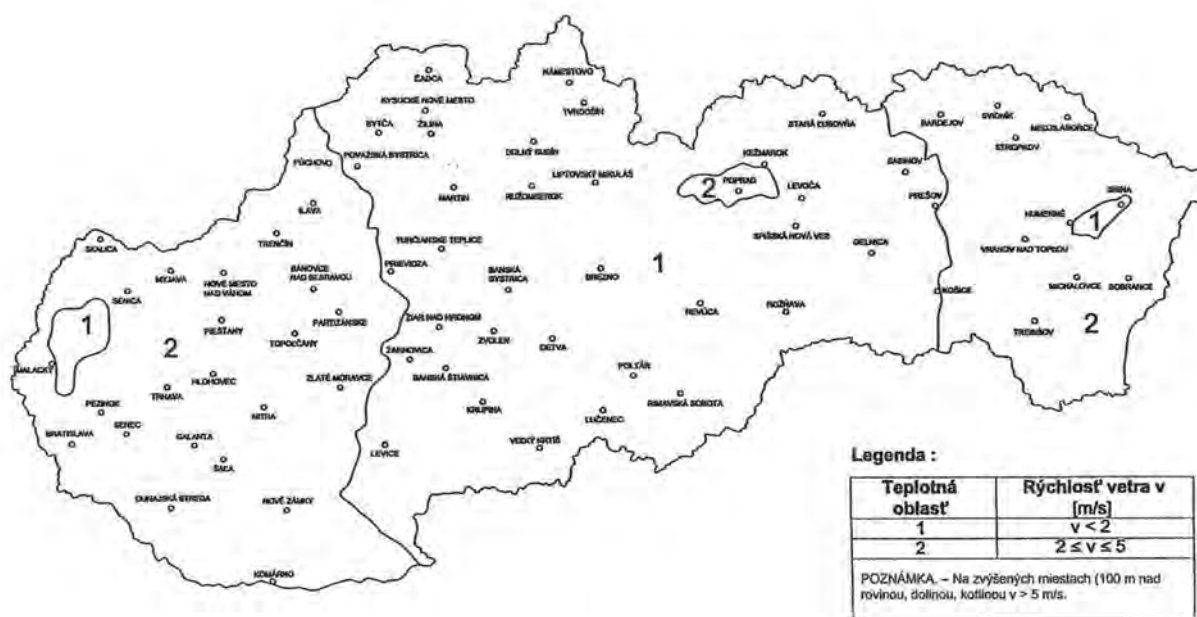 ČADCA
NÁMESTOVO
KYSUCKÉ NOVÉ MESTO
TVRDOŠÍN
BYTČA
ŽILINA
STARÁ ĽUBOVŇA
BARDEJOV
SVIDNÍK
MEDZILABORCE
STROPKOV
PÚCHOV
POVAŽSKÁ BYSTRICA
DOLNÝ KUBÍN
KEŽMAROK
SABINOV
LIPTOVSKÝ MIKULÁŠ
2
POPRAD
LEVOČA
MARTIN
RUŽOMBEROK
PREŠOV
SNINA
HUMENNÉ
1
ILAVA
SKALICA
TRENČÍN
TURČIANSKE TEPLICE
SPIŠSKÁ NOVÁ VES
GELNICA
VRANOV NAD TOPĽOU
MYJAVA
NOVÉ MESTO
NAD VÁHOM
BÁNOVCE
NAD BEBRAVOU
PRIEVIDZA
BANSKÁ
BYSTRICA
BREZNO
1
SENICA
KOŠICE
MICHALOVCE
SOBRANCE
1
PIEŠŤANY
PARTIZÁNSKE
TOPOĽČANY
ŽIAR NAD HRONOM
ZVOLEN
DETVA
REVÚCA
ROŽŇAVA
TREBIŠOV
2
2
MALACKY
HLOHOVEC
ŽARNOVICA
BANSKÁ ŠTIAVNICA
POLTÁR
TRNAVA
ZLATÉ MORAVCE
KRUPINA
RIMAVSKÁ SOBOTA
PEZINOK
NITRA
LUČENEC
BRATISLAVA
SENEC
GALANTA
LEVICE
VEĽKÝ KRTÍŠ
ŠAĽA
DUNAJSKÁ STREDA
NOVÉ ZÁMKY
KOMÁRNO
Legenda :
Teplotná oblasť
Rýchlosť vetra v [m/s]
1 v < 2
2 2 ≤ v ≤ 5
POZNÁMKA. – Na zvýšených miestach (100 m nad
rovinou, dolinou, kotlinou v > 5 m/s.